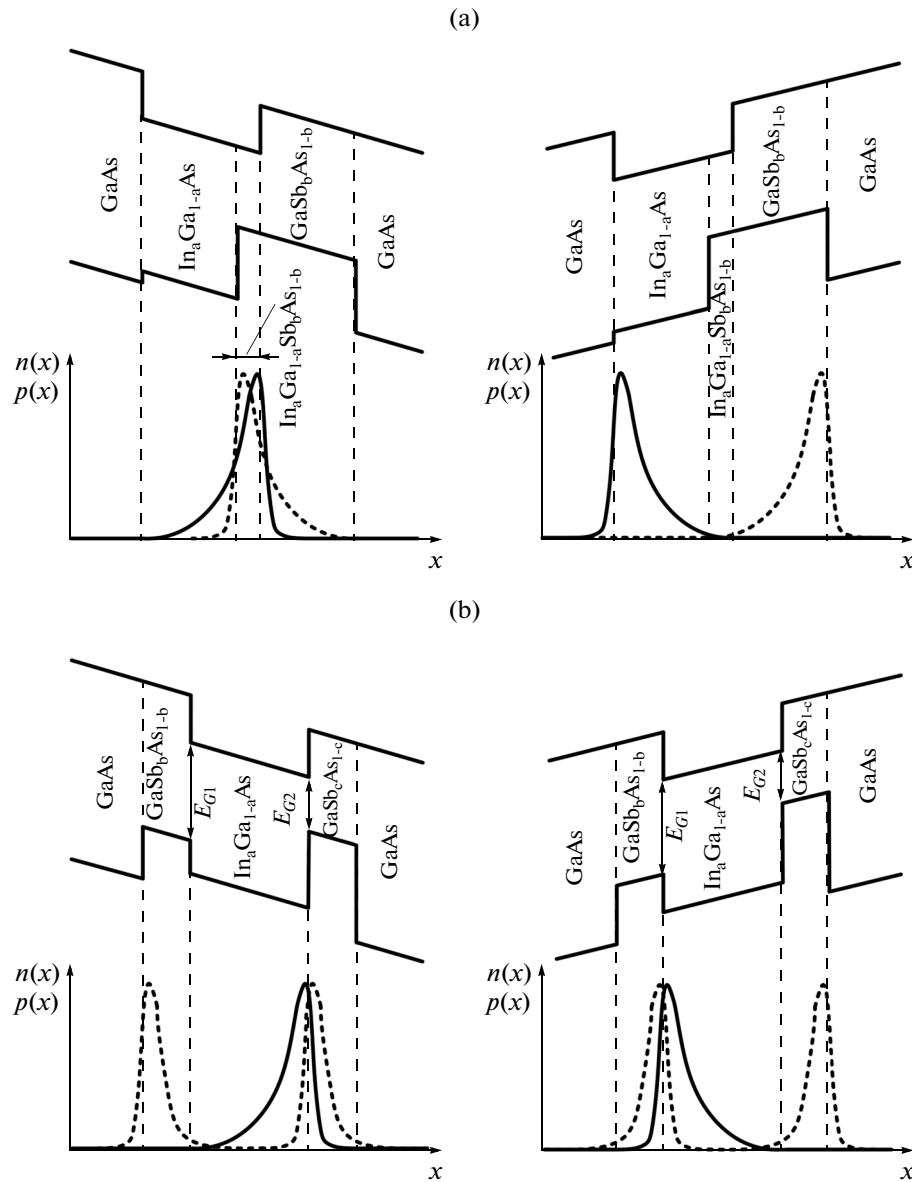 (a)
GaAs
InaGa1-aAs
GaSbbAs1-b
GaAs
InaGa1-aSbbAs1-b
n(x)
p(x)
x
GaAs
InaGa1-aAs
InaGa1-aSbbAs1-b
GaSbbAs1-b
GaAs
n(x)
p(x)
x
(b)
GaAs
GaSbbAs1-b
EG1
InaGa1-aAs
EG2
GaSbcAs1-c
GaAs
n(x)
p(x)
x
GaAs
GaSbbAs1-b
EG1
InaGa1-aAs
EG2
GaSbcAs1-c
GaAs
n(x)
p(x)
x